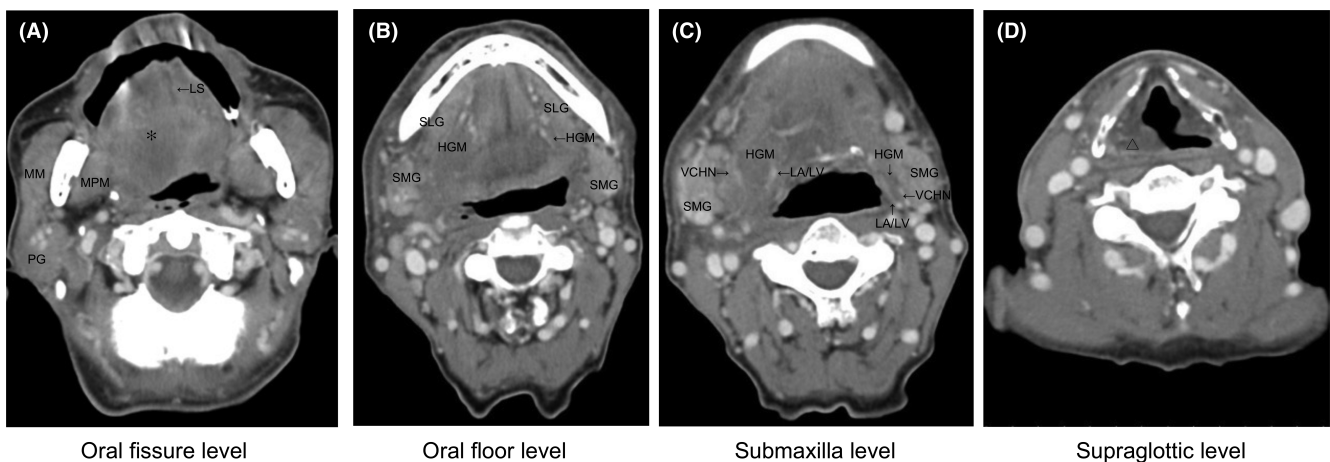 (A)
←LS
*
MM
MPM
PG
Oral fissure level
(B)
SLG
SLG
HGM
←HGM
SMG
SMG
Oral floor level
(C)
HGM
HGM
↓
VCHN→
←LA/LV
SMG
←VCHN
SMG
↑
LA/LV
Submaxilla level
(D)
△
Supraglottic level